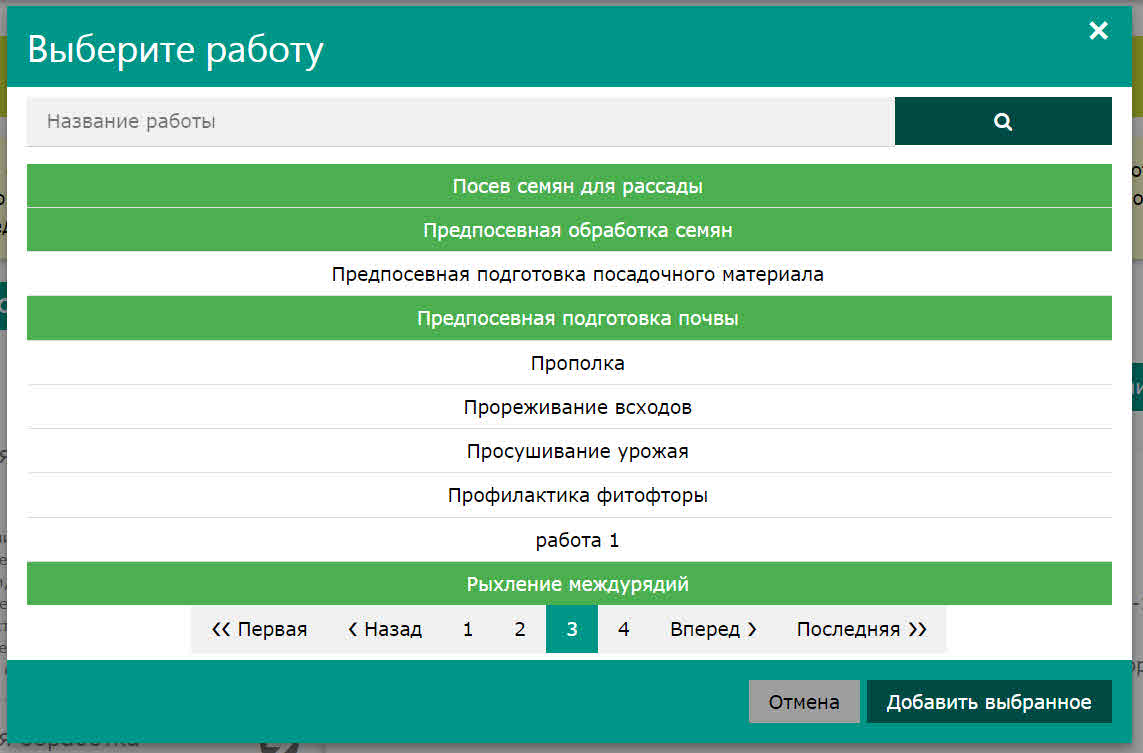 Выберите работу
Название работы
Посев семян для рассады
Предпосевная обработка семян
Предпосевная подготовка посадочного материала
Предпосевная подготовка почвы
Прополка
Прореживание всходов
Просушивание урожая
Профилактика фитофторы
работа 1
Рыхление междурядий
Первая Назад 1 2 3 4 Вперед Последняя
Отмена Добавить выбранное